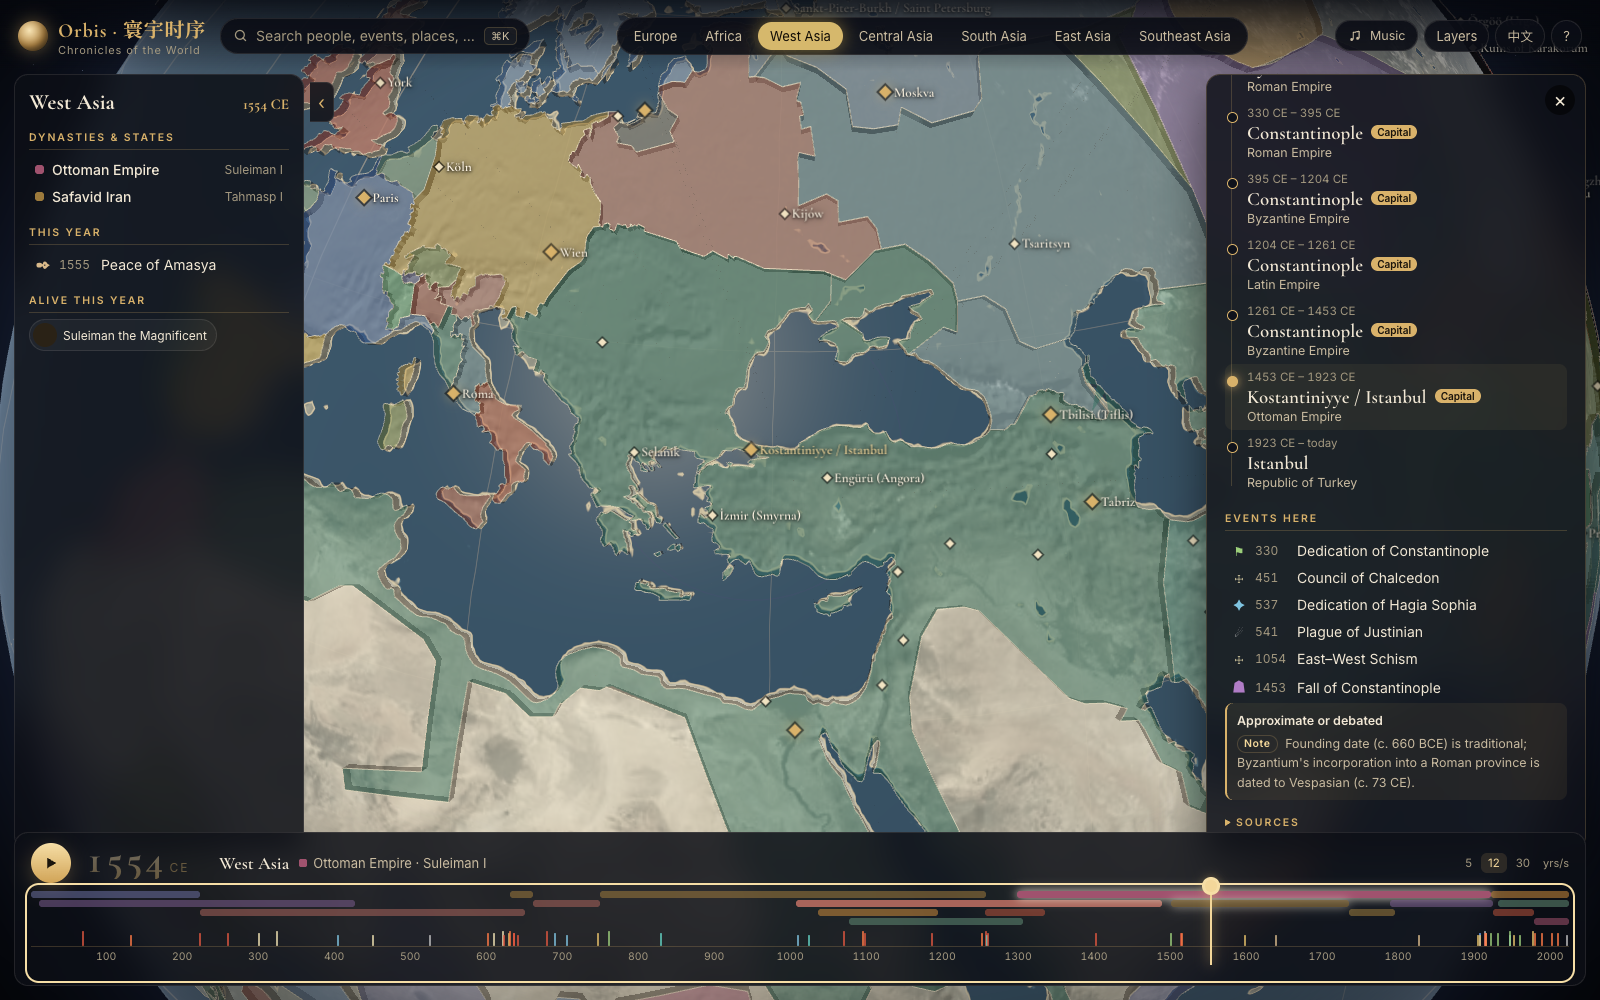 Orbis · 寰宇时序
Chronicles of the World
Search people, events, places, ... ⌘K
Europe
Africa
West Asia
Central Asia
South Asia
East Asia
Southeast Asia
Music
Layers
中文
?
Sankt-Piter-Burkh / Saint Petersburg
West Asia
1554 CE
DYNASTIES & STATES
Ottoman Empire Suleiman I
Safavid Iran Tahmasp I
THIS YEAR
1555 Peace of Amasya
ALIVE THIS YEAR
Suleiman the Magnificent
York
Moskva
Köln
Paris
Kijów
Wien
Tsaritsyn
Roma
Tbilisi (Tiflis)
Selanik
Kostantiniyye / Istanbul
Engürü (Angora)
Tabriz
İzmir (Smyrna)
Roman Empire
330 CE – 395 CE
Constantinople Capital
Roman Empire
395 CE – 1204 CE
Constantinople Capital
Byzantine Empire
1204 CE – 1261 CE
Constantinople Capital
Latin Empire
1261 CE – 1453 CE
Constantinople Capital
Byzantine Empire
1453 CE – 1923 CE
Kostantiniyye / Istanbul Capital
Ottoman Empire
1923 CE – today
Istanbul
Republic of Turkey
EVENTS HERE
330 Dedication of Constantinople
451 Council of Chalcedon
537 Dedication of Hagia Sophia
541 Plague of Justinian
1054 East–West Schism
1453 Fall of Constantinople
Approximate or debated
Note Founding date (c. 660 BCE) is traditional;
Byzantium's incorporation into a Roman province is
dated to Vespasian (c. 73 CE).
SOURCES
1554 CE
West Asia Ottoman Empire · Suleiman I
5 12 30 yrs/s
100 200 300 400 500 600 700 800 900 1000 1100 1200 1300 1400 1500 1600 1700 1800 1900 2000